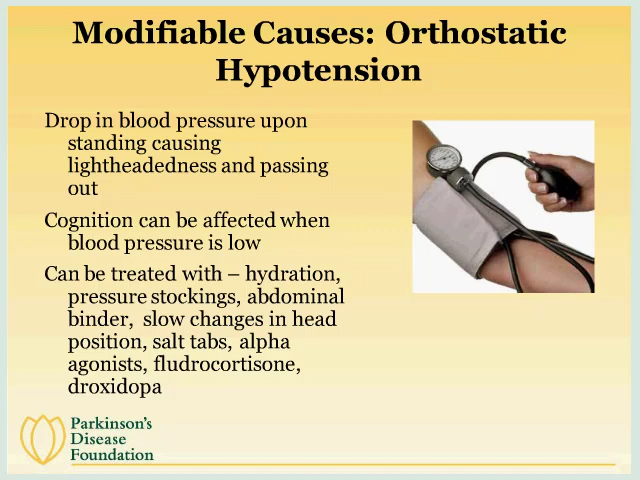 Modifiable Causes: Orthostatic
Hypotension
Drop in blood pressure upon
standing causing
lightheadedness and passing
out
Cognition can be affected when
blood pressure is low
Can be treated with – hydration,
pressure stockings, abdominal
binder, slow changes in head
position, salt tabs, alpha
agonists, fludrocortisone,
droxidopa
Parkinson's
Disease
Foundation